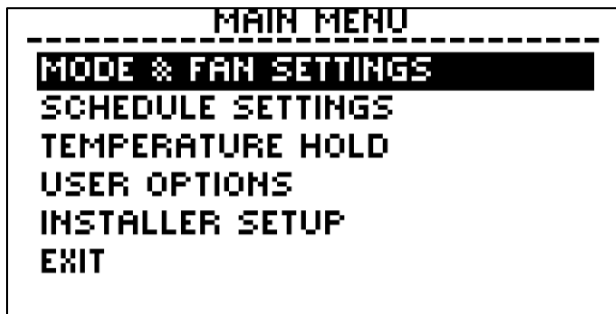 MAIN MENU
MODE & FAN SETTINGS
SCHEDULE SETTINGS
TEMPERATURE HOLD
USER OPTIONS
INSTALLER SETUP
EXIT